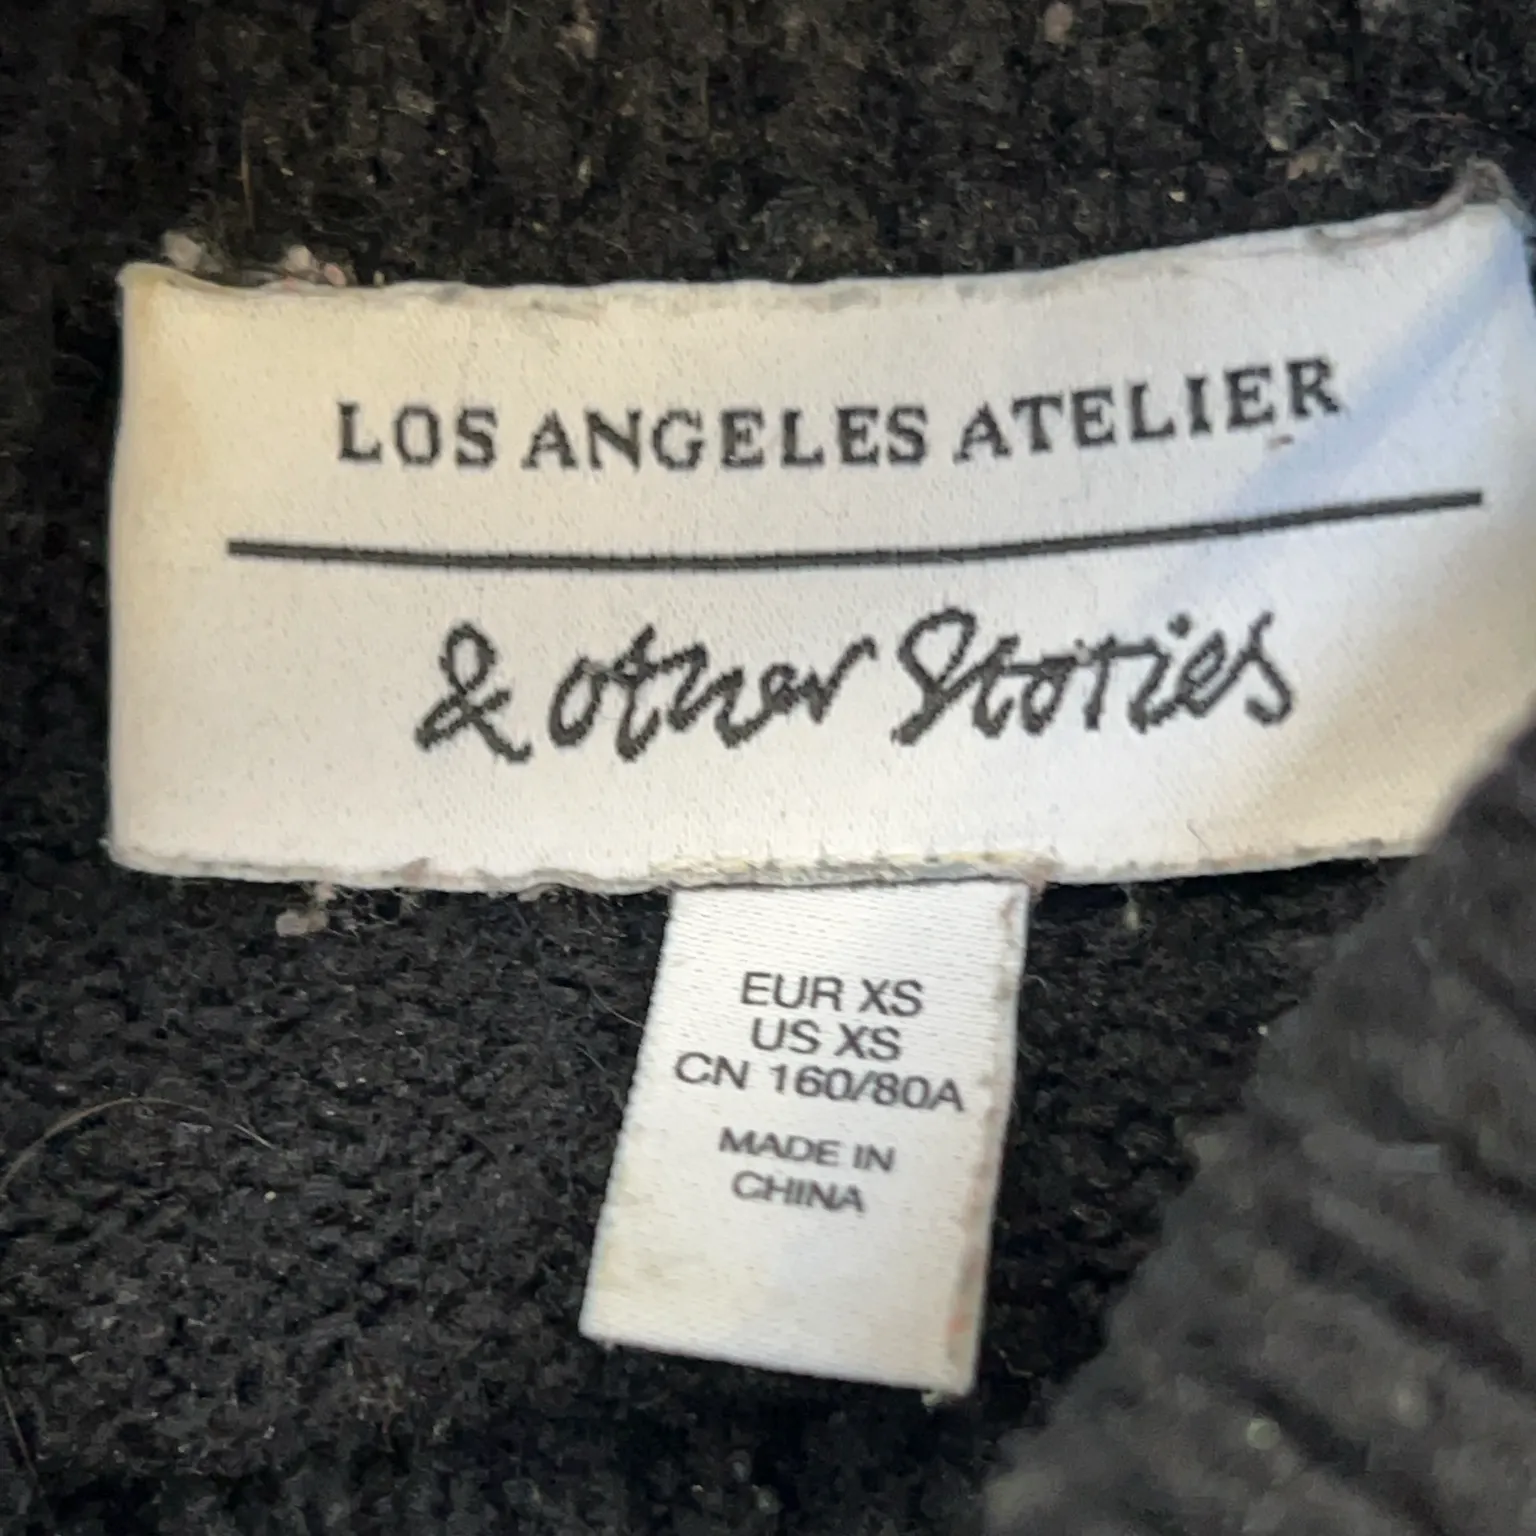 LOS ANGELES ATELIER
& other Stories
EUR XS
US XS
CN 160/80A
MADE IN
CHINA